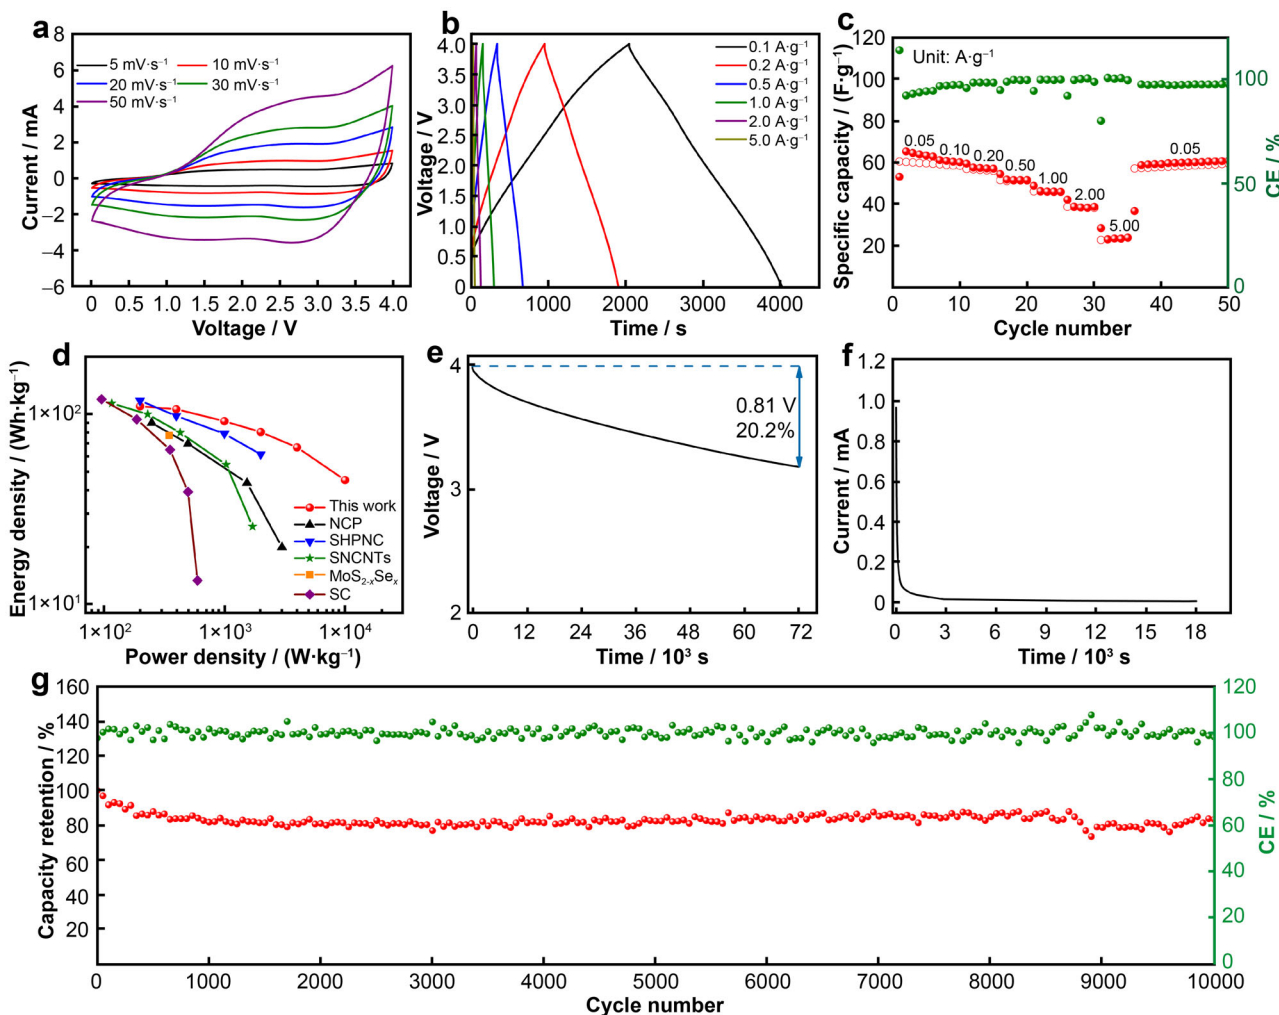 a
8
6
4
2
0
−2
−4
−6
Current / mA
5 mV·s⁻¹
10 mV·s⁻¹
20 mV·s⁻¹
30 mV·s⁻¹
50 mV·s⁻¹
0 0.5 1.0 1.5 2.0 2.5 3.0 3.5 4.0
Voltage / V
b
4.0
3.5
3.0
2.5
2.0
1.5
1.0
0.5
0
Voltage / V
0.1 A·g⁻¹
0.2 A·g⁻¹
0.5 A·g⁻¹
1.0 A·g⁻¹
2.0 A·g⁻¹
5.0 A·g⁻¹
0 1000 2000 3000 4000
Time / s
c
120
100
80
60
40
20
Specific capacity / (F·g⁻¹)
Unit: A·g⁻¹
0.05
0.10
0.20
0.50
1.00
2.00
5.00
0.05
100
50
0
CE / %
0 10 20 30 40 50
Cycle number
d
1×10²
1×10¹
Energy density / (Wh·kg⁻¹)
This work
NCP
SHPNC
SNCNTs
MoS₂₋ₓSeₓ
SC
1×10² 1×10³ 1×10⁴
Power density / (W·kg⁻¹)
e
4
3
2
Voltage / V
0.81 V
20.2%
0 12 24 36 48 60 72
Time / 10³ s
f
1.2
1.0
0.8
0.6
0.4
0.2
0
Current / mA
0 3 6 9 12 15 18
Time / 10³ s
g
160
140
120
100
80
60
40
20
Capacity retention / %
120
100
80
60
40
20
0
CE / %
0 1000 2000 3000 4000 5000 6000 7000 8000 9000 10000
Cycle number